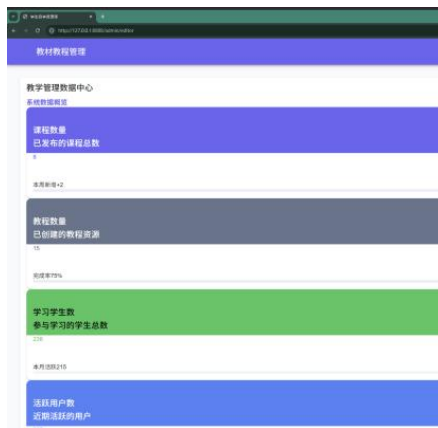 教材教程管理
教学管理数据中心
系统数据概览
课程数量
已发布的课程总数
本周新增+2
教程数量
已创建的教程资源
15
完成率75%
学习学生数
参与学习的学生总数
本月活跃210
活跃用户数
近期活跃的用户